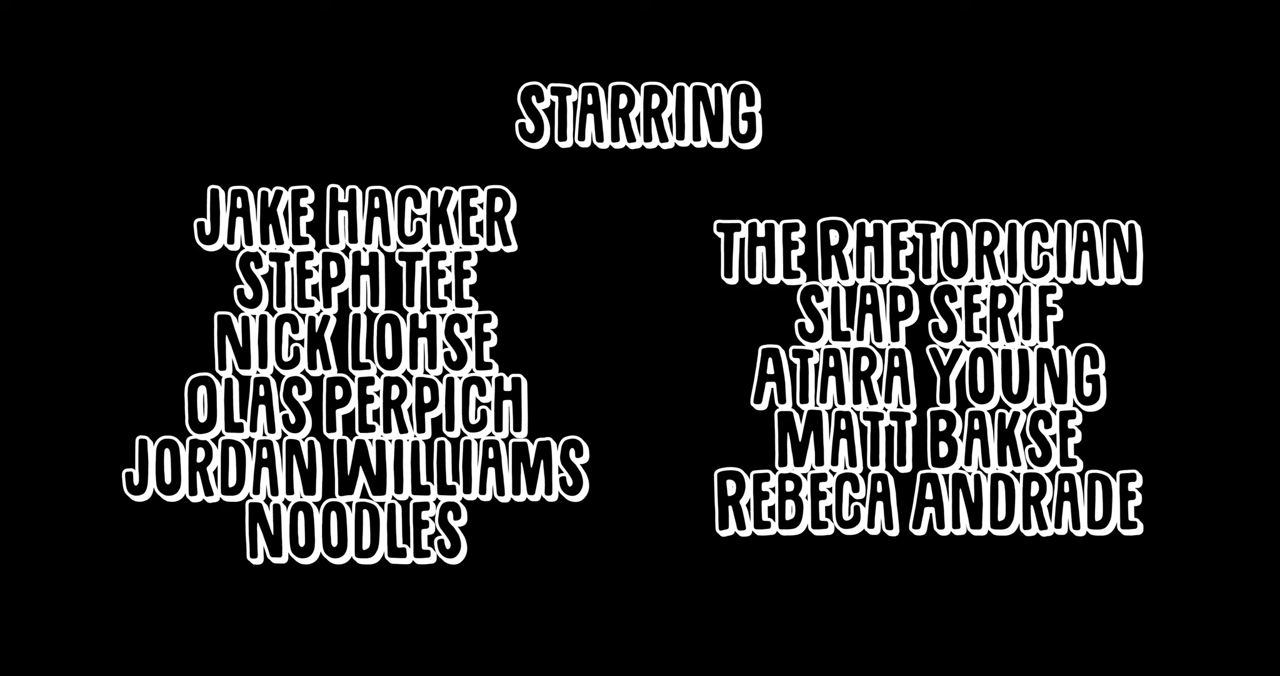 STARRING
JAKE HACKER
STEPH TEE
NICK LOHSE
OLAS PERPICH
JORDAN WILLIAMS
NOODLES
THE RHETORICIAN
SLAP SERIF
ATARA YOUNG
MATT BAKSE
REBECA ANDRADE